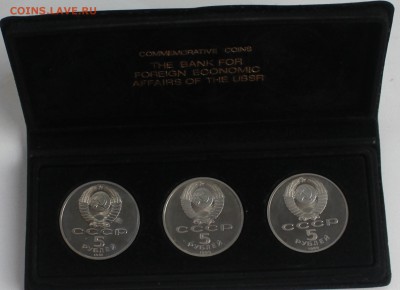 COINS.LAVE.RU
COMMEMORATIVE COINS
THE BANK FOR
FOREIGN ECONOMIC
AFFAIRS OF THE USSR
СССР
5
РУБЛЕЙ
СССР
5
РУБЛЕЙ
СССР
5
РУБЛЕЙ